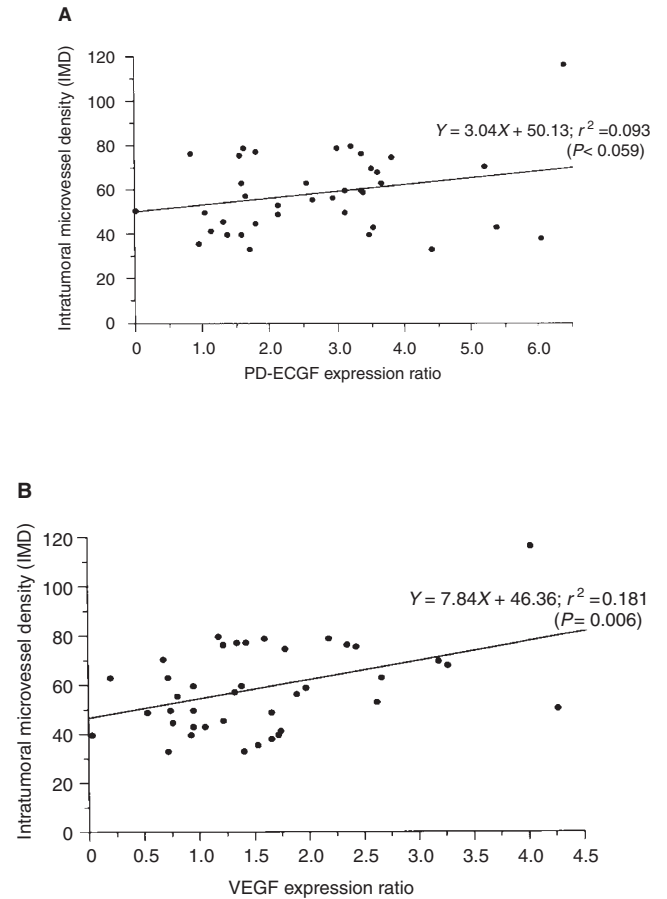 A
Intratumoral microvessel density (IMD)
120
100
80
60
40
20
0
Y = 3.04X + 50.13; r² =0.093
(P< 0.059)
0 1.0 2.0 3.0 4.0 5.0 6.0
PD-ECGF expression ratio
B
Intratumoral microvessel density (IMD)
120
100
80
60
40
20
0
Y = 7.84X + 46.36; r² =0.181
(P= 0.006)
0 0.5 1.0 1.5 2.0 2.5 3.0 3.5 4.0 4.5
VEGF expression ratio